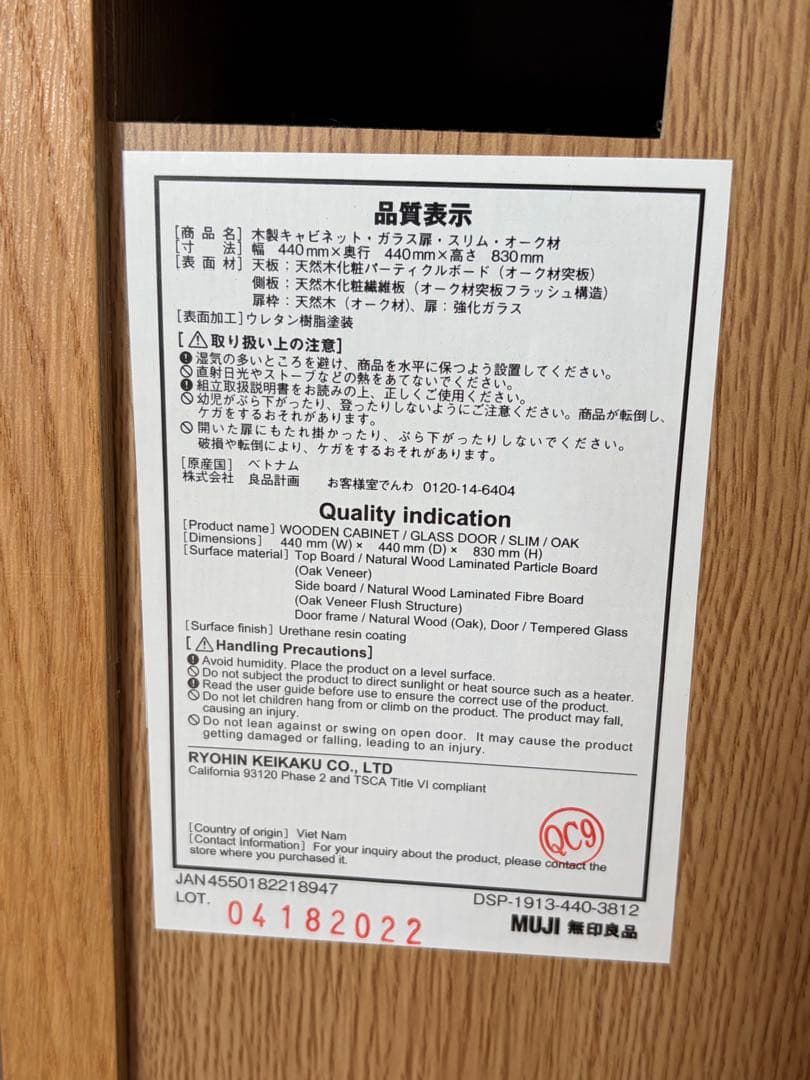 品質表示
[商品名] 木製キャビネット・ガラス扉・スリム・オーク材
[寸法] 幅 440mm×奥行 440mm×高さ 830mm
[表面材] 天板：天然木化粧パーティクルボード（オーク材突板）
側板：天然木化粧繊維板（オーク材突板フラッシュ構造）
扉枠：天然木（オーク材）、扉：強化ガラス
[表面加工] ウレタン樹脂塗装
[⚠取り扱い上の注意]
湿気の多いところを避け、商品を水平に保つよう設置してください。
直射日光やストーブなどの熱をあてないでください。
組立取扱説明書をお読みの上、正しくご使用ください。
幼児がぶら下がったり、登ったりしないようにご注意ください。商品が転倒し、
ケガをするおそれがあります。
開いた扉にもたれ掛かったり、ぶら下がったりしないでください。
破損や転倒により、ケガをするおそれがあります。
[原産国] ベトナム
株式会社 良品計画 お客様室でんわ 0120-14-6404
Quality indication
[Product name] WOODEN CABINET / GLASS DOOR / SLIM / OAK
[Dimensions] 440 mm (W) × 440 mm (D) × 830 mm (H)
[Surface material] Top Board / Natural Wood Laminated Particle Board
(Oak Veneer)
Side board / Natural Wood Laminated Fibre Board
(Oak Veneer Flush Structure)
Door frame / Natural Wood (Oak), Door / Tempered Glass
[Surface finish] Urethane resin coating
[⚠Handling Precautions]
Avoid humidity. Place the product on a level surface.
Do not subject the product to direct sunlight or heat source such as a heater.
Read the user guide before use to ensure the correct use of the product.
Do not let children hang from or climb on the product. The product may fall,
causing an injury.
Do not lean against or swing on open door. It may cause the product
getting damaged or falling, leading to an injury.
RYOHIN KEIKAKU CO., LTD
California 93120 Phase 2 and TSCA Title VI compliant
QC9
[Country of origin] Viet Nam
[Contact Information] For your inquiry about the product, please contact the
store where you purchased it.
JAN4550182218947
DSP-1913-440-3812
LOT. 04182022
MUJI 無印良品